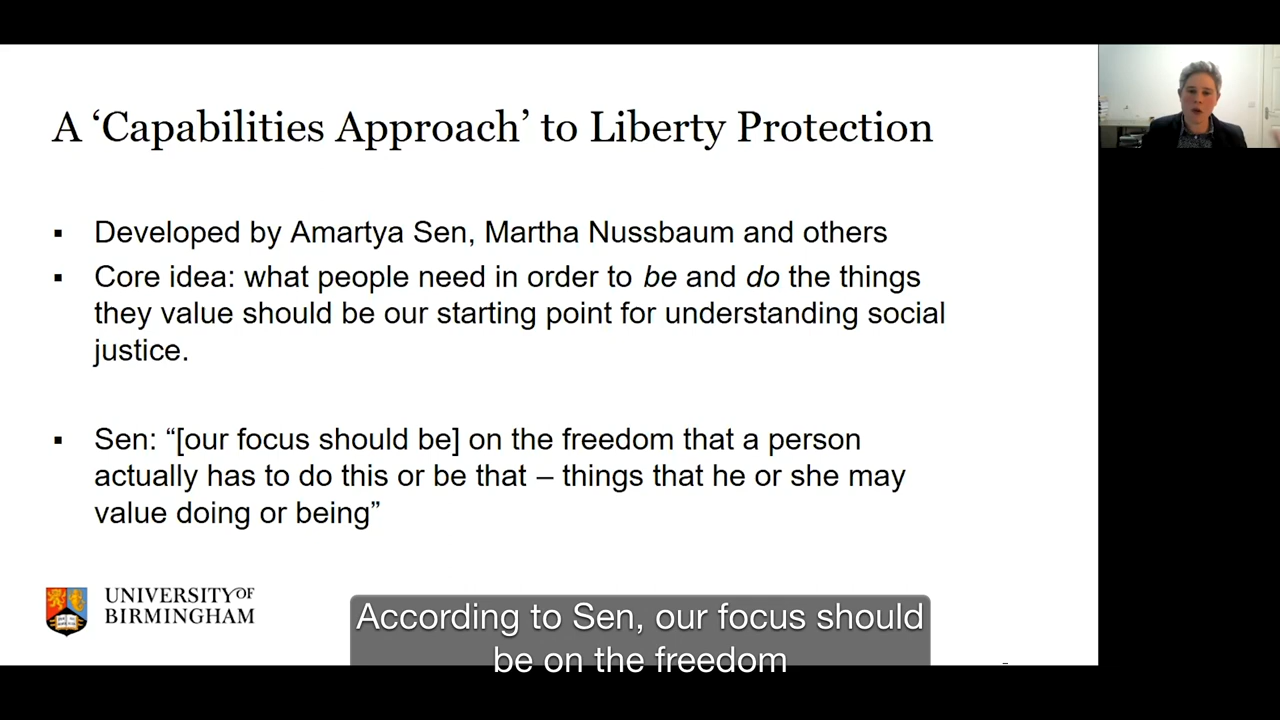 A ‘Capabilities Approach’ to Liberty Protection
▪ Developed by Amartya Sen, Martha Nussbaum and others
▪ Core idea: what people need in order to be and do the things
they value should be our starting point for understanding social
justice.
▪ Sen: “[our focus should be] on the freedom that a person
actually has to do this or be that – things that he or she may
value doing or being”
UNIVERSITY OF
BIRMINGHAM
According to Sen, our focus should
be on the freedom